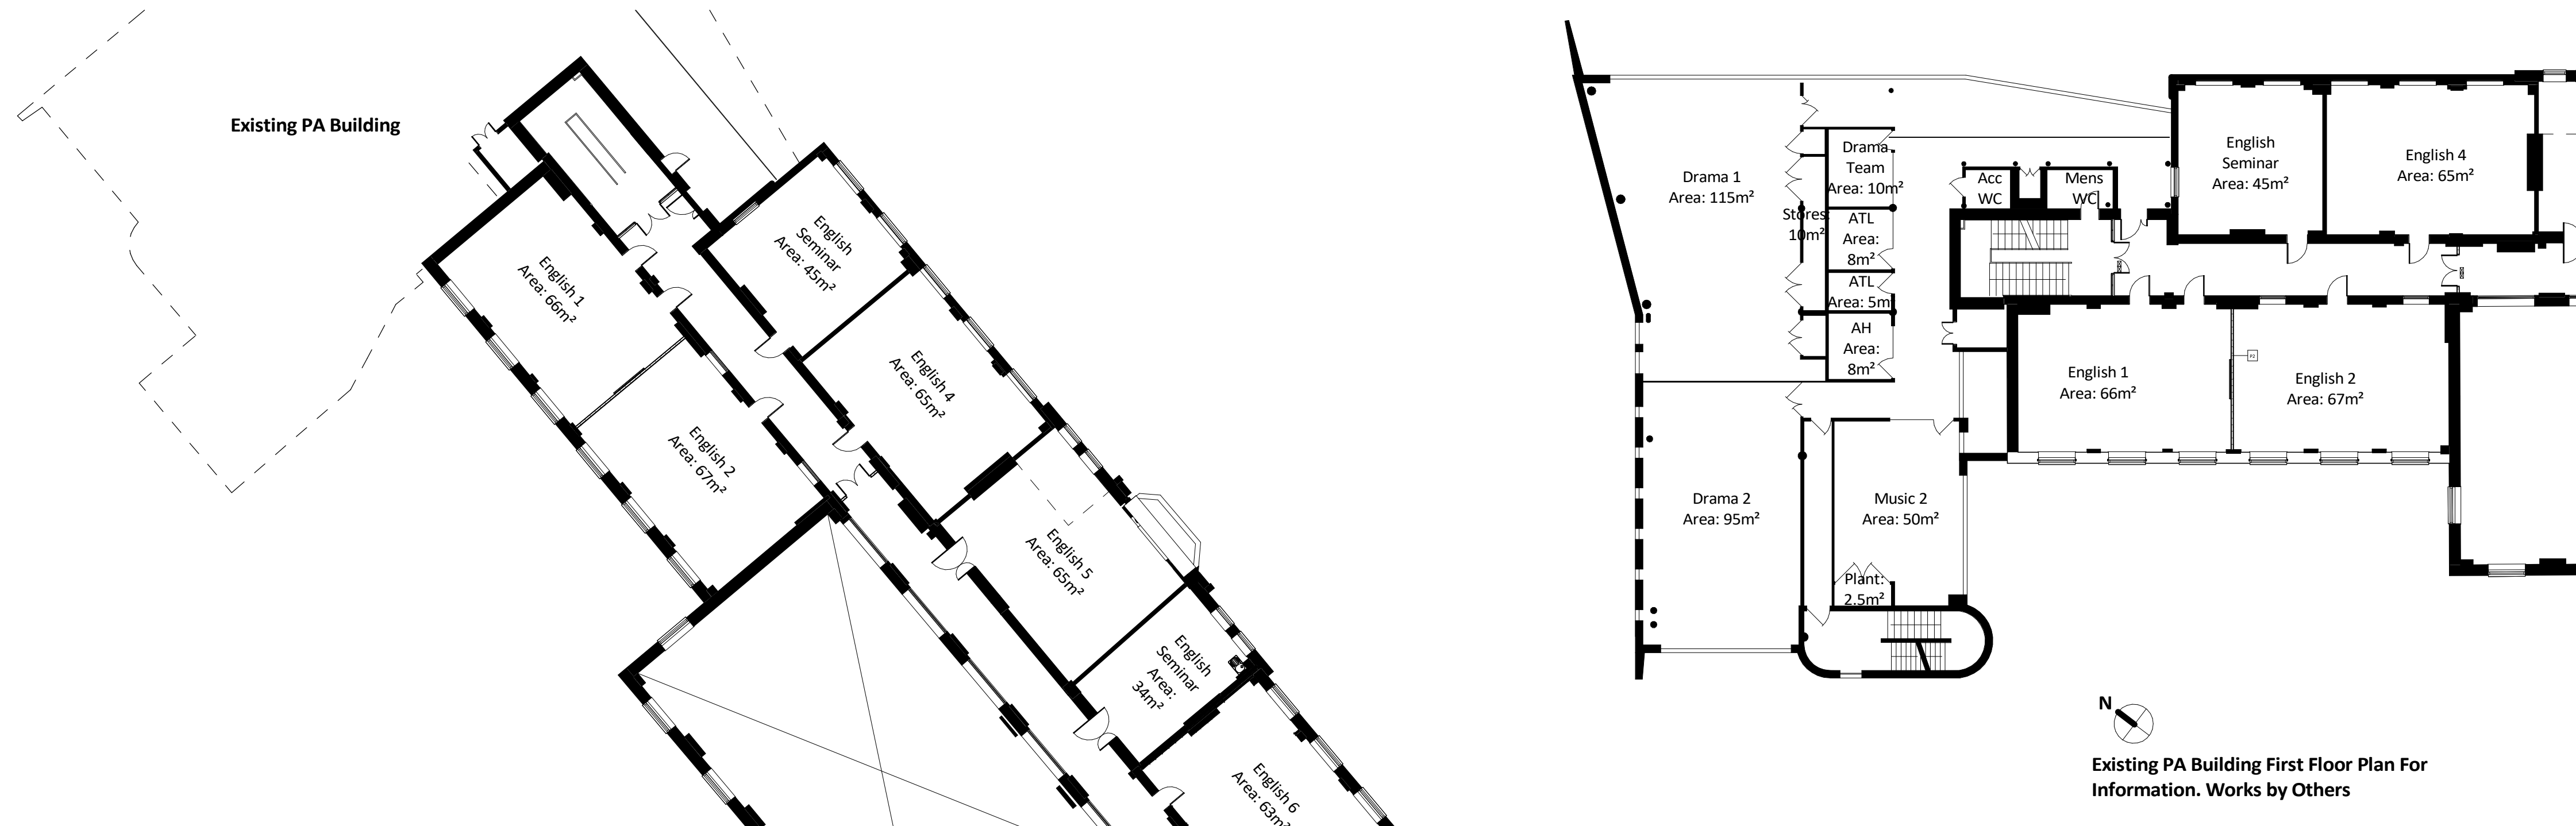 Existing PA Building
English 1
Area: 66m²
English
Seminar
Area: 45m²
English 2
Area: 67m²
English 4
Area: 65m²
English 5
Area: 65m²
English
Seminar
Area:
34m²
English 6
Area: 63m²
Drama 1
Area: 115m²
Stores:
10m²
Drama
Team
Area: 10m²
ATL
Area:
8m²
ATL
Area: 5m²
AH
Area:
8m²
Acc
WC
Mens
WC
English
Seminar
Area: 45m²
English 4
Area: 65m²
English 1
Area: 66m²
English 2
Area: 67m²
Drama 2
Area: 95m²
Music 2
Area: 50m²
Plant:
2.5m²
N
Existing PA Building First Floor Plan For
Information. Works by Others